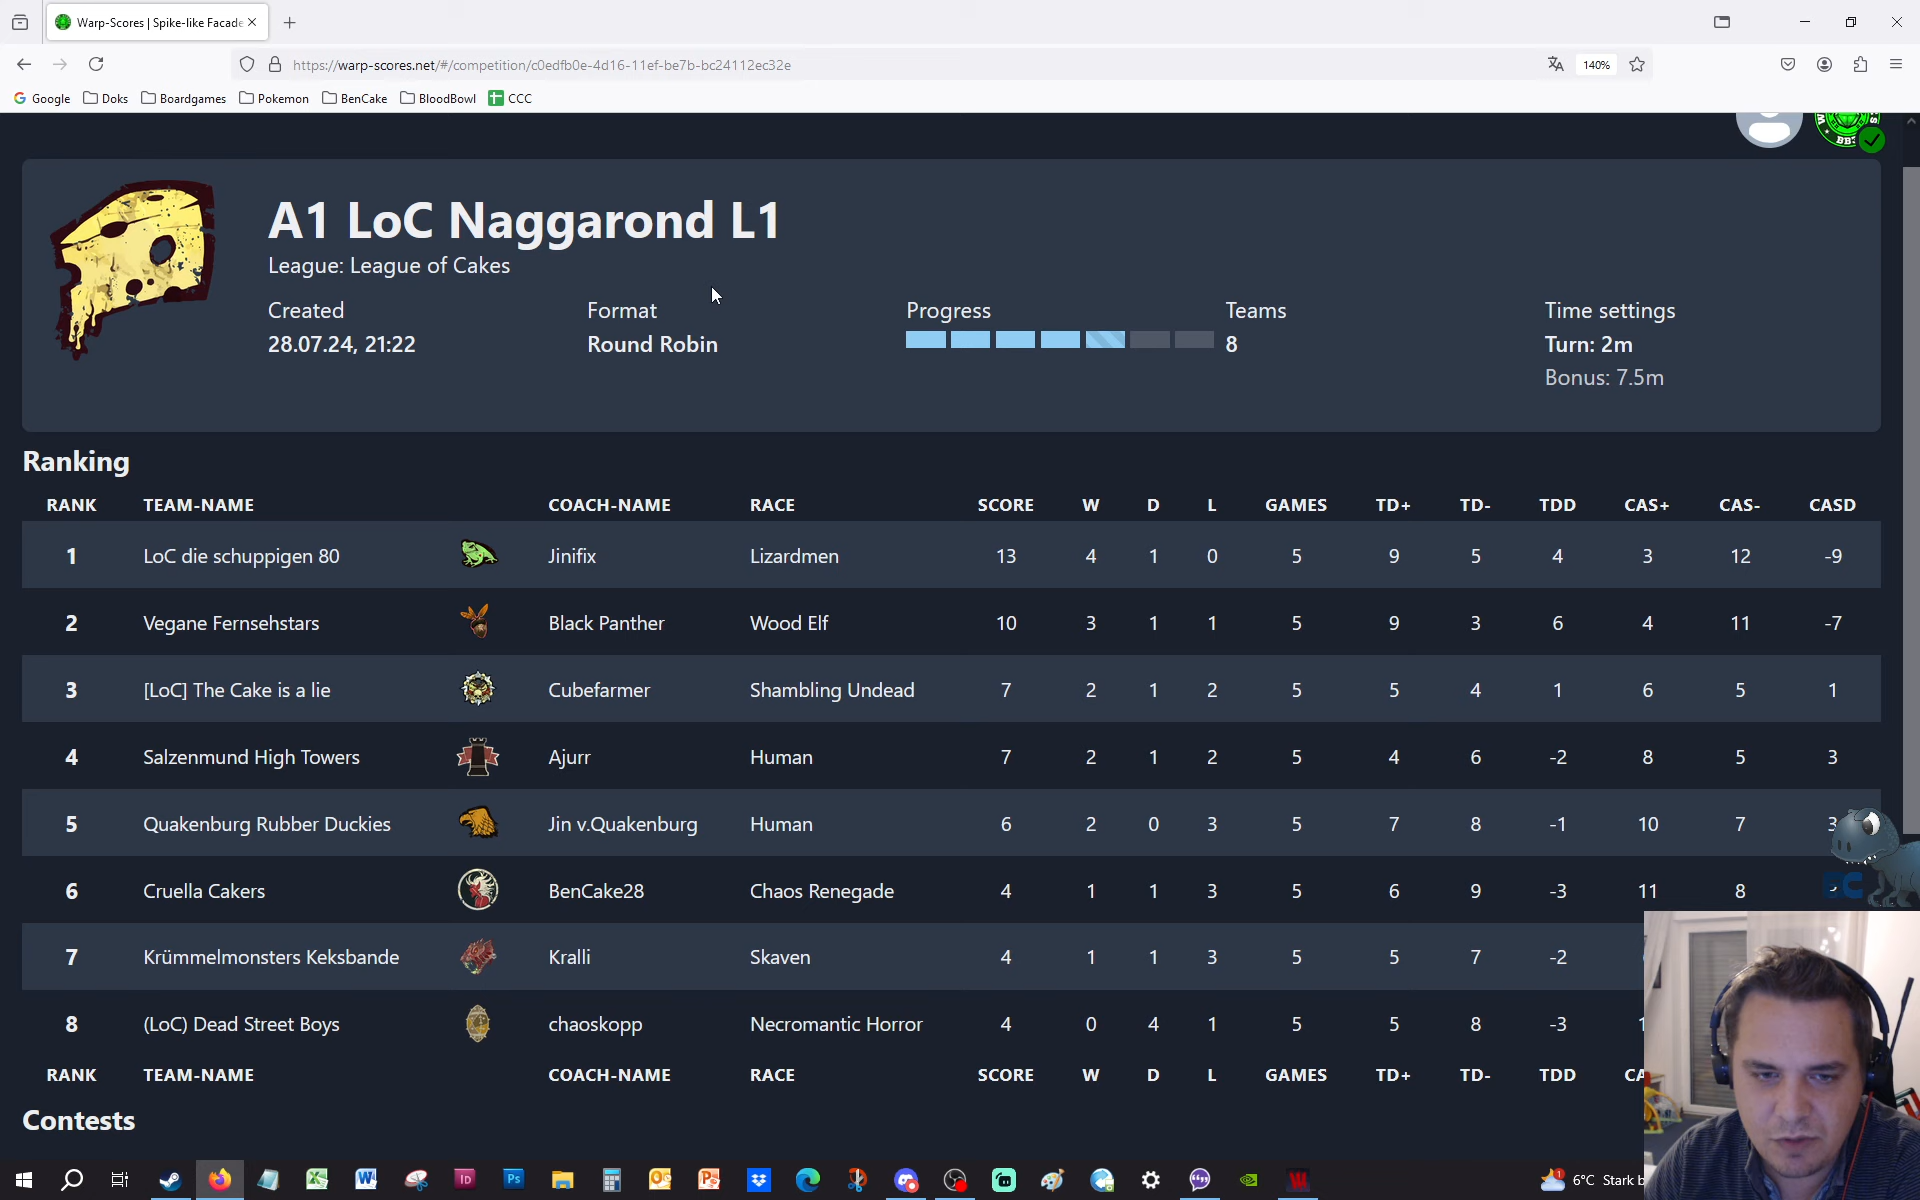 Warp-Scores | Spike-like Facade
https://warp-scores.net/#/competition/c0edfb0e-4d16-11ef-be7b-bc24112ec32e
140%
Google Doks Boardgames Pokemon BenCake BloodBowl CCC
A1 LoC Naggarond L1
League: League of Cakes
Created Format Progress Teams Time settings
28.07.24, 21:22 Round Robin 8 Turn: 2m
Bonus: 7.5m
Ranking
RANK TEAM-NAME COACH-NAME RACE SCORE W D L GAMES TD+ TD- TDD CAS+ CAS- CASD
1 LoC die schuppigen 80 Jinifix Lizardmen 13 4 1 0 5 9 5 4 3 12 -9
2 Vegane Fernsehstars Black Panther Wood Elf 10 3 1 1 5 9 3 6 4 11 -7
3 [LoC] The Cake is a lie Cubefarmer Shambling Undead 7 2 1 2 5 5 4 1 6 5 1
4 Salzenmund High Towers Ajurr Human 7 2 1 2 5 4 6 -2 8 5 3
5 Quakenburg Rubber Duckies Jin v.Quakenburg Human 6 2 0 3 5 7 8 -1 10 7 3
6 Cruella Cakers BenCake28 Chaos Renegade 4 1 1 3 5 6 9 -3 11 8
7 Krümmelmonsters Keksbande Kralli Skaven 4 1 1 3 5 5 7 -2
8 (LoC) Dead Street Boys chaoskopp Necromantic Horror 4 0 4 1 5 5 8 -3
RANK TEAM-NAME COACH-NAME RACE SCORE W D L GAMES TD+ TD- TDD
Contests
6°C Stark